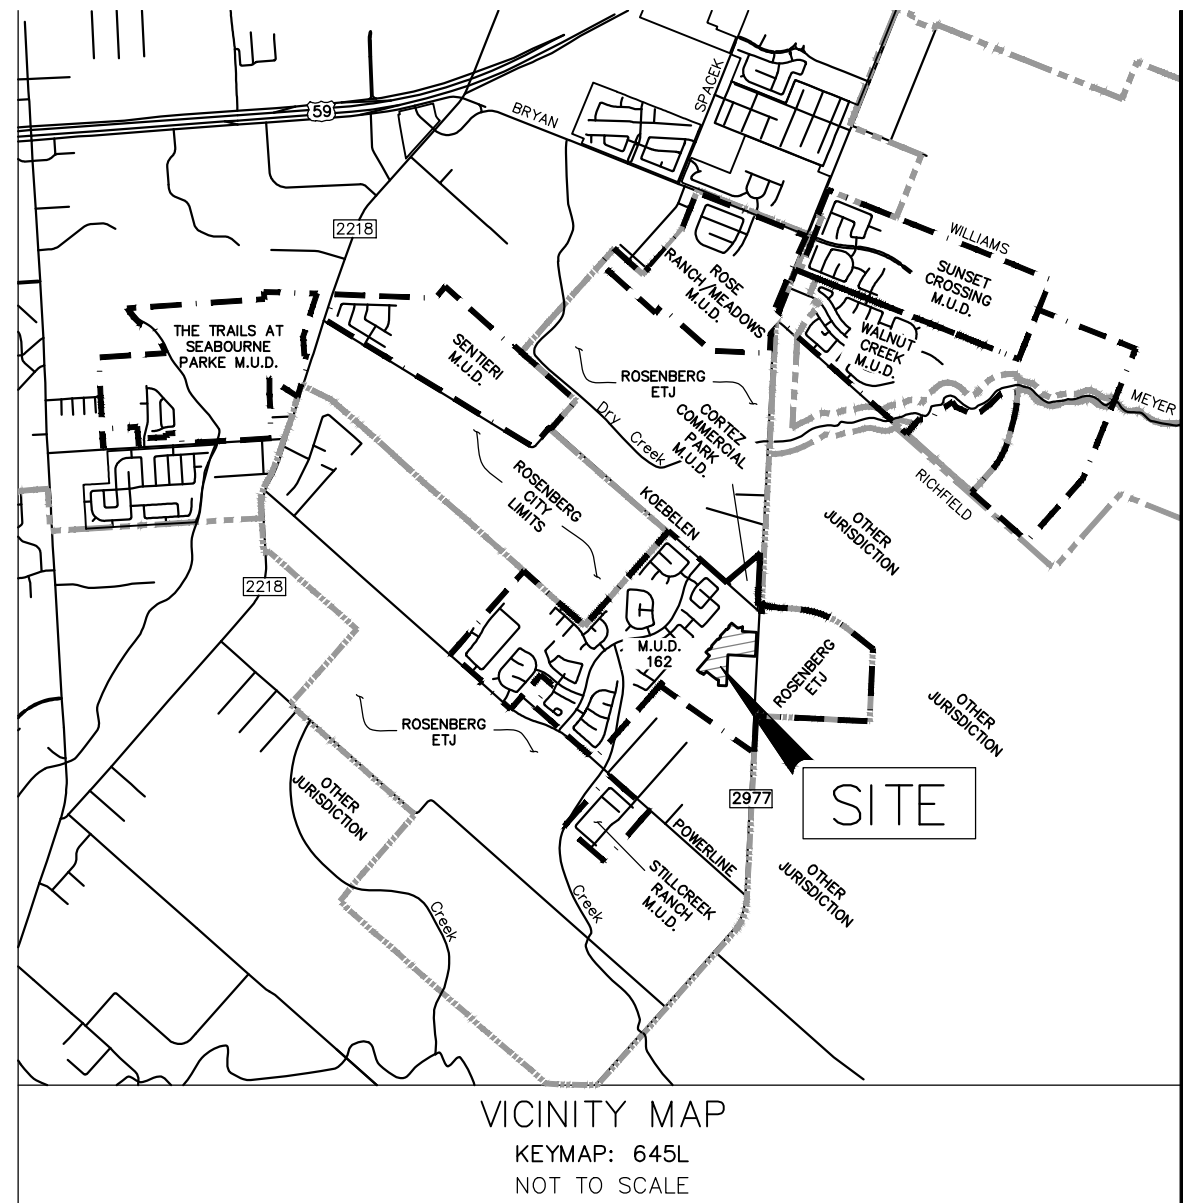 59
BRYAN
SPACEK
2218
WILLIAMS
ROSE
RANCH/MEADOWS
M.U.D.
SUNSET
CROSSING
M.U.D.
THE TRAILS AT
SEABOURNE
PARKE M.U.D.
SENTIERI
M.U.D.
WALNUT
CREEK
M.U.D.
ROSENBERG
ETJ
MEYER
Dry
Creek
CORTEZ
COMMERCIAL
PARK
M.U.D.
ROSENBERG
CITY
LIMITS
KOEBELEN
RICHFIELD
OTHER
JURISDICTION
2218
M.U.D.
162
ROSENBERG
ETJ
OTHER
JURISDICTION
ROSENBERG
ETJ
OTHER
JURISDICTION
2977
SITE
POWERLINE
STILLCREEK
RANCH
M.U.D.
OTHER
JURISDICTION
Creek
Creek
VICINITY MAP
KEYMAP: 645L
NOT TO SCALE